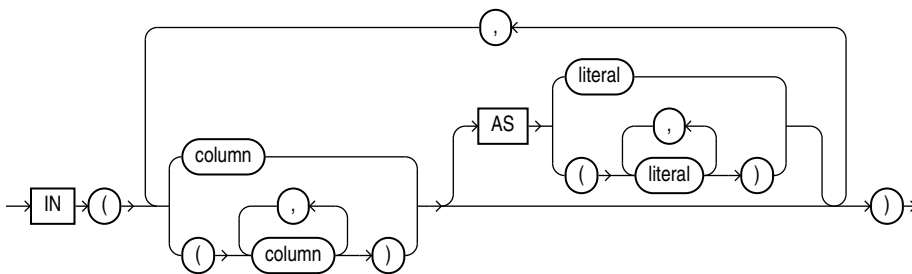 ,
literal
AS
,
( literal )
column
IN (
,
( column )
)